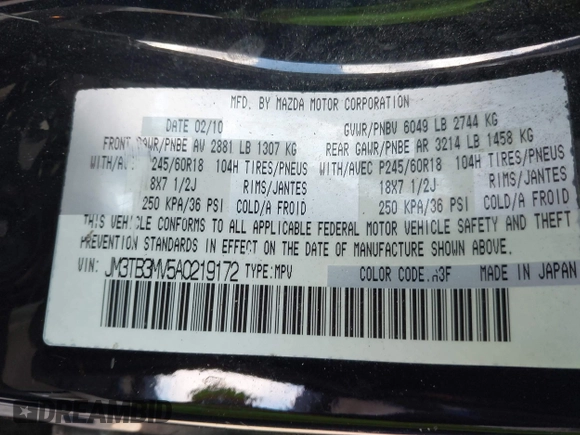 MFD. BY MAZDA MOTOR CORPORATION
DATE 02/10 GVWR/PNBV 6049 LB 2744 KG
FRONT GAWR/PNBE AV 2881 LB 1307 KG REAR GAWR/PNBE AR 3214 LB 1458 KG
WITH/AVEC 245/60R18 104H TIRES/PNEUS WITH/AVEC P245/60R18 104H TIRES/PNEUS
18X7 1/2J RIMS/JANTES 18X7 1/2J RIMS/JANTES
250 KPA/36 PSI COLD/A FROID 250 KPA/36 PSI COLD/A FROID
THIS VEHICLE CONFORMS TO ALL APPLICABLE FEDERAL MOTOR VEHICLE SAFETY AND THEFT
PREVENTION STANDARDS IN EFFECT ON THE DATE OF MANUFACTURE SHOWN ABOVE.
VIN: JM3TB3MV5A0219172 TYPE:MPV COLOR CODE: A3F MADE IN JAPAN
DREAMBID